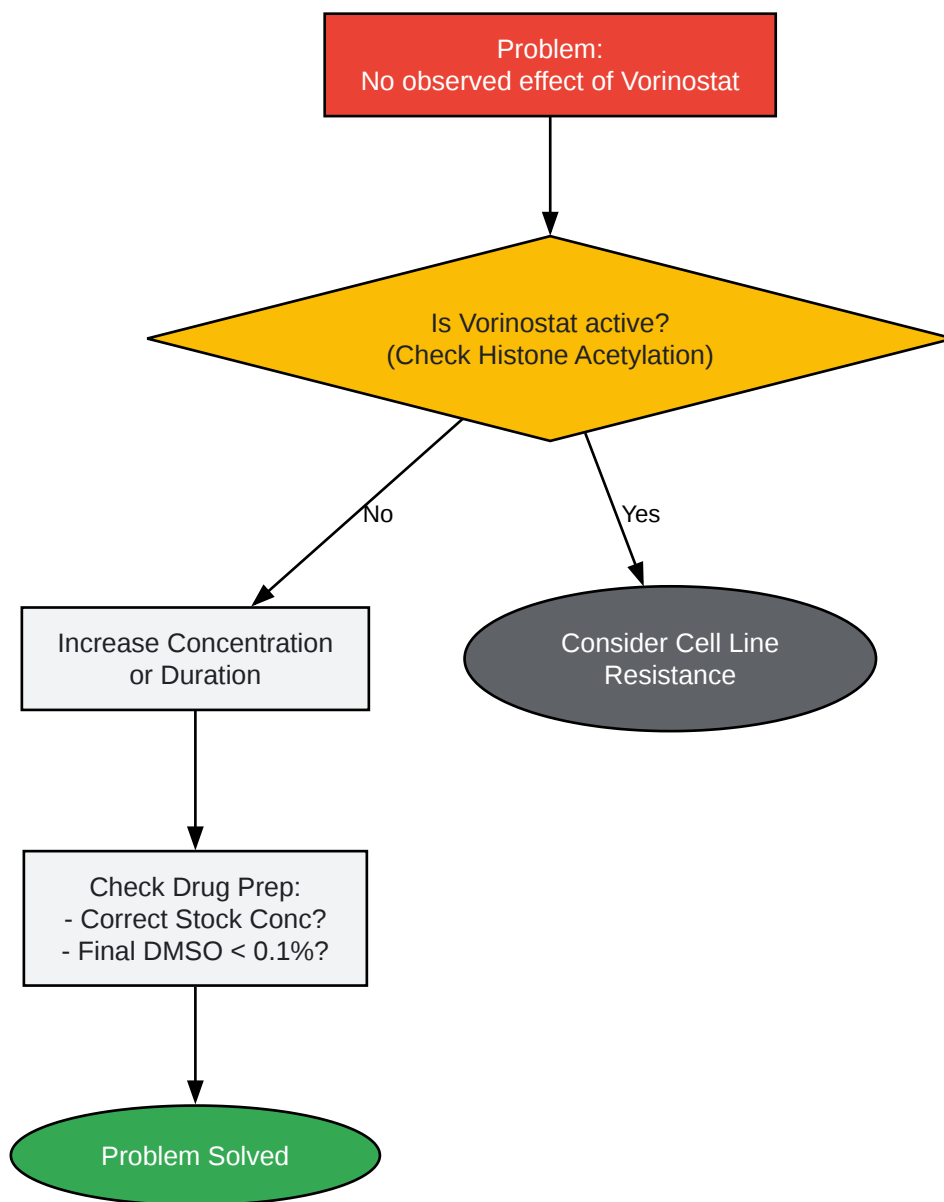 Problem:
No observed effect of Vorinostat
Is Vorinostat active?
(Check Histone Acetylation)
No
Yes
Increase Concentration
or Duration
Consider Cell Line
Resistance
Check Drug Prep:
- Correct Stock Conc?
- Final DMSO < 0.1%?
Problem Solved